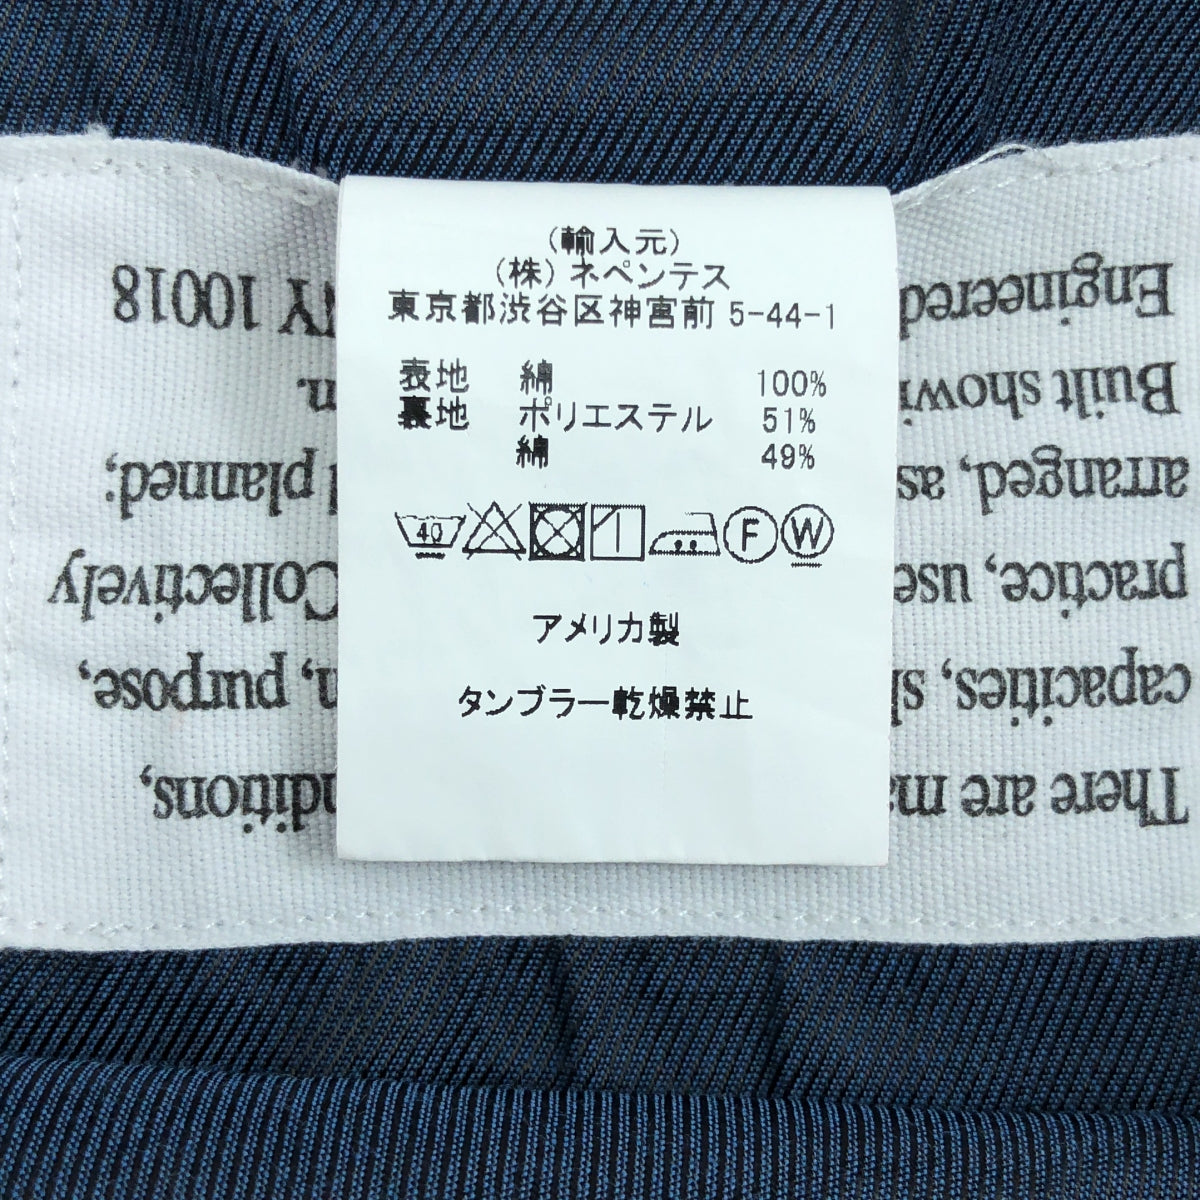 (輸入元)
(株) ネペンテス
東京都渋谷区神宮前 5-44-1
表地 綿 100%
裏地 ポリエステル 51%
綿 49%
40 F W
アメリカ製
タンブラー乾燥禁止
There are
capacities, purpose,
practice, Collectively
arranged, as planned;
Built
Engineered NY 10018